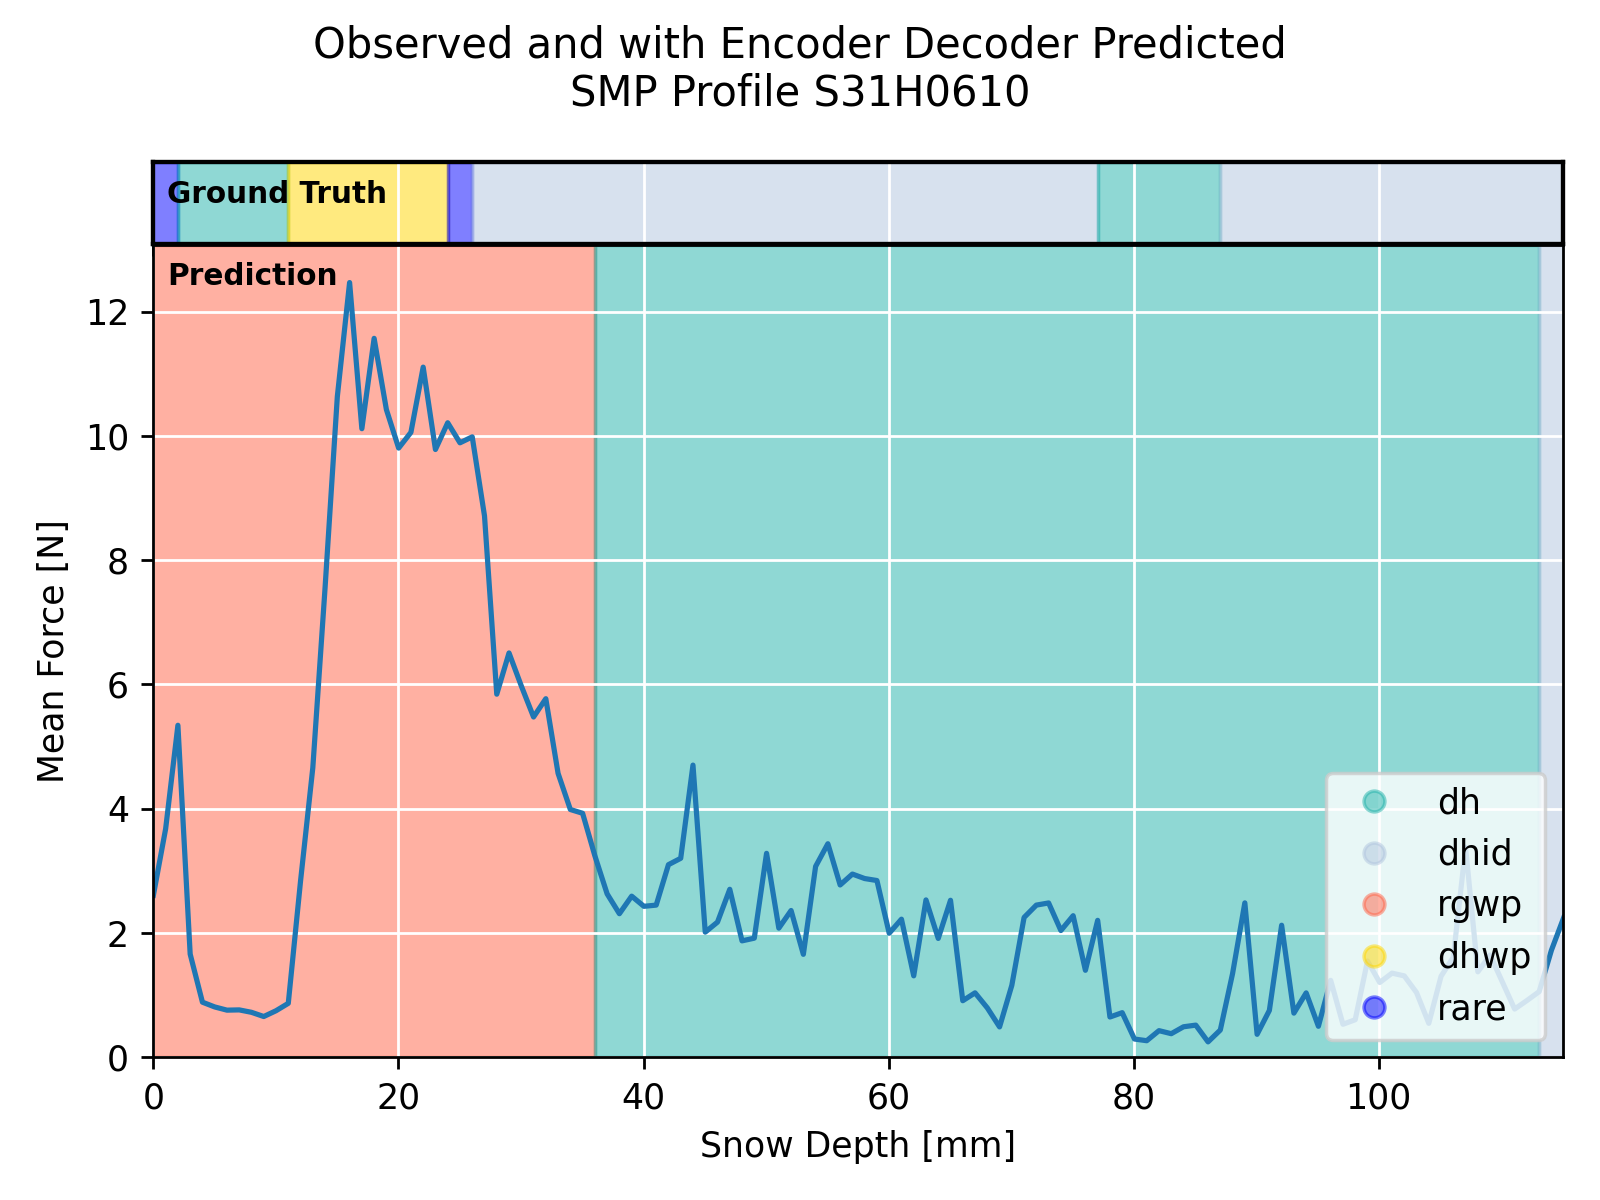 Observed and with Encoder Decoder Predicted
SMP Profile S31H0610
Ground Truth
Prediction
12
10
8
6
4
2
0
Mean Force [N]
dh
dhid
rgwp
dhwp
rare
0 20 40 60 80 100
Snow Depth [mm]